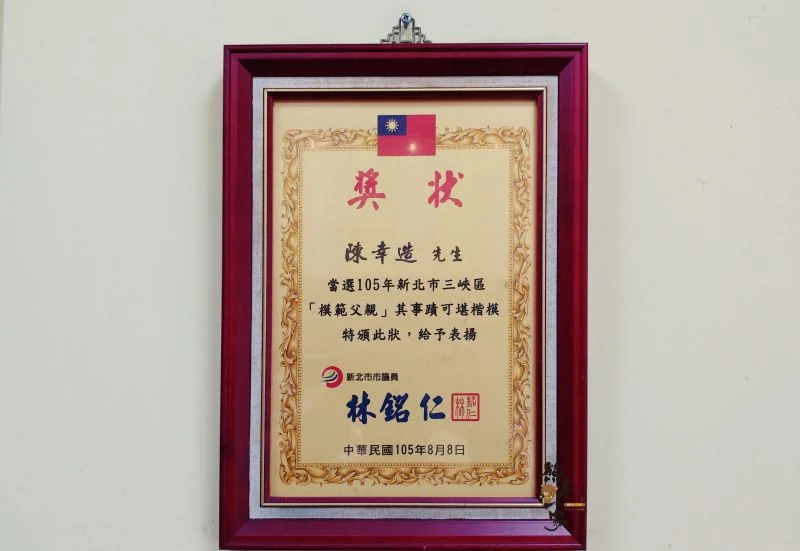 獎狀
陳幸造 先生
當選105年新北市三峽區
「模範父親」其事蹟可堪楷模
特頒此狀，給予表揚
新北市市議員
林銘仁
中華民國105年8月8日